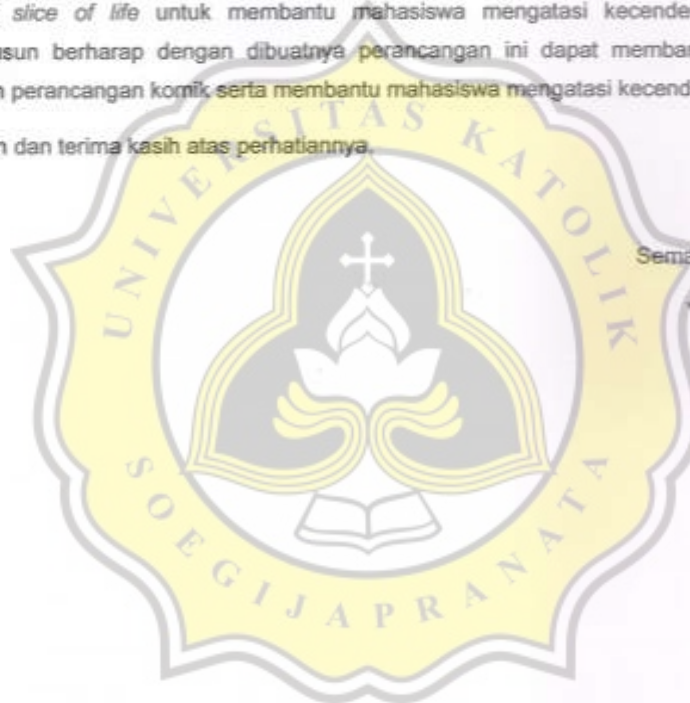 slice of life untuk membantu mahasiswa mengatasi kecende
usun berharap dengan dibuatnya perancangan ini dapat memba
n perancangan komik serta membantu mahasiswa mengatasi kecend
n dan terima kasih atas perhatiannya.
Sema
UNIVERSITAS KATOLIK
SOEGIJAPRANATA